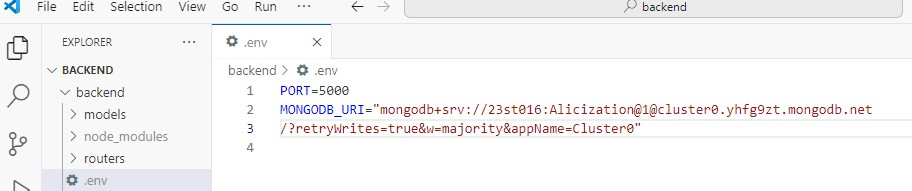 File Edit Selection View Go Run ··· ← → backend
EXPLORER ··· .env ×
BACKEND backend > .env
backend
models
node_modules
routers
.env
1 PORT=5000
2 MONGODB_URI="mongodb+srv://23st016:Alicization@1@cluster0.yhfg9zt.mongodb.net
3 /?retryWrites=true&w=majority&appName=Cluster0"
4